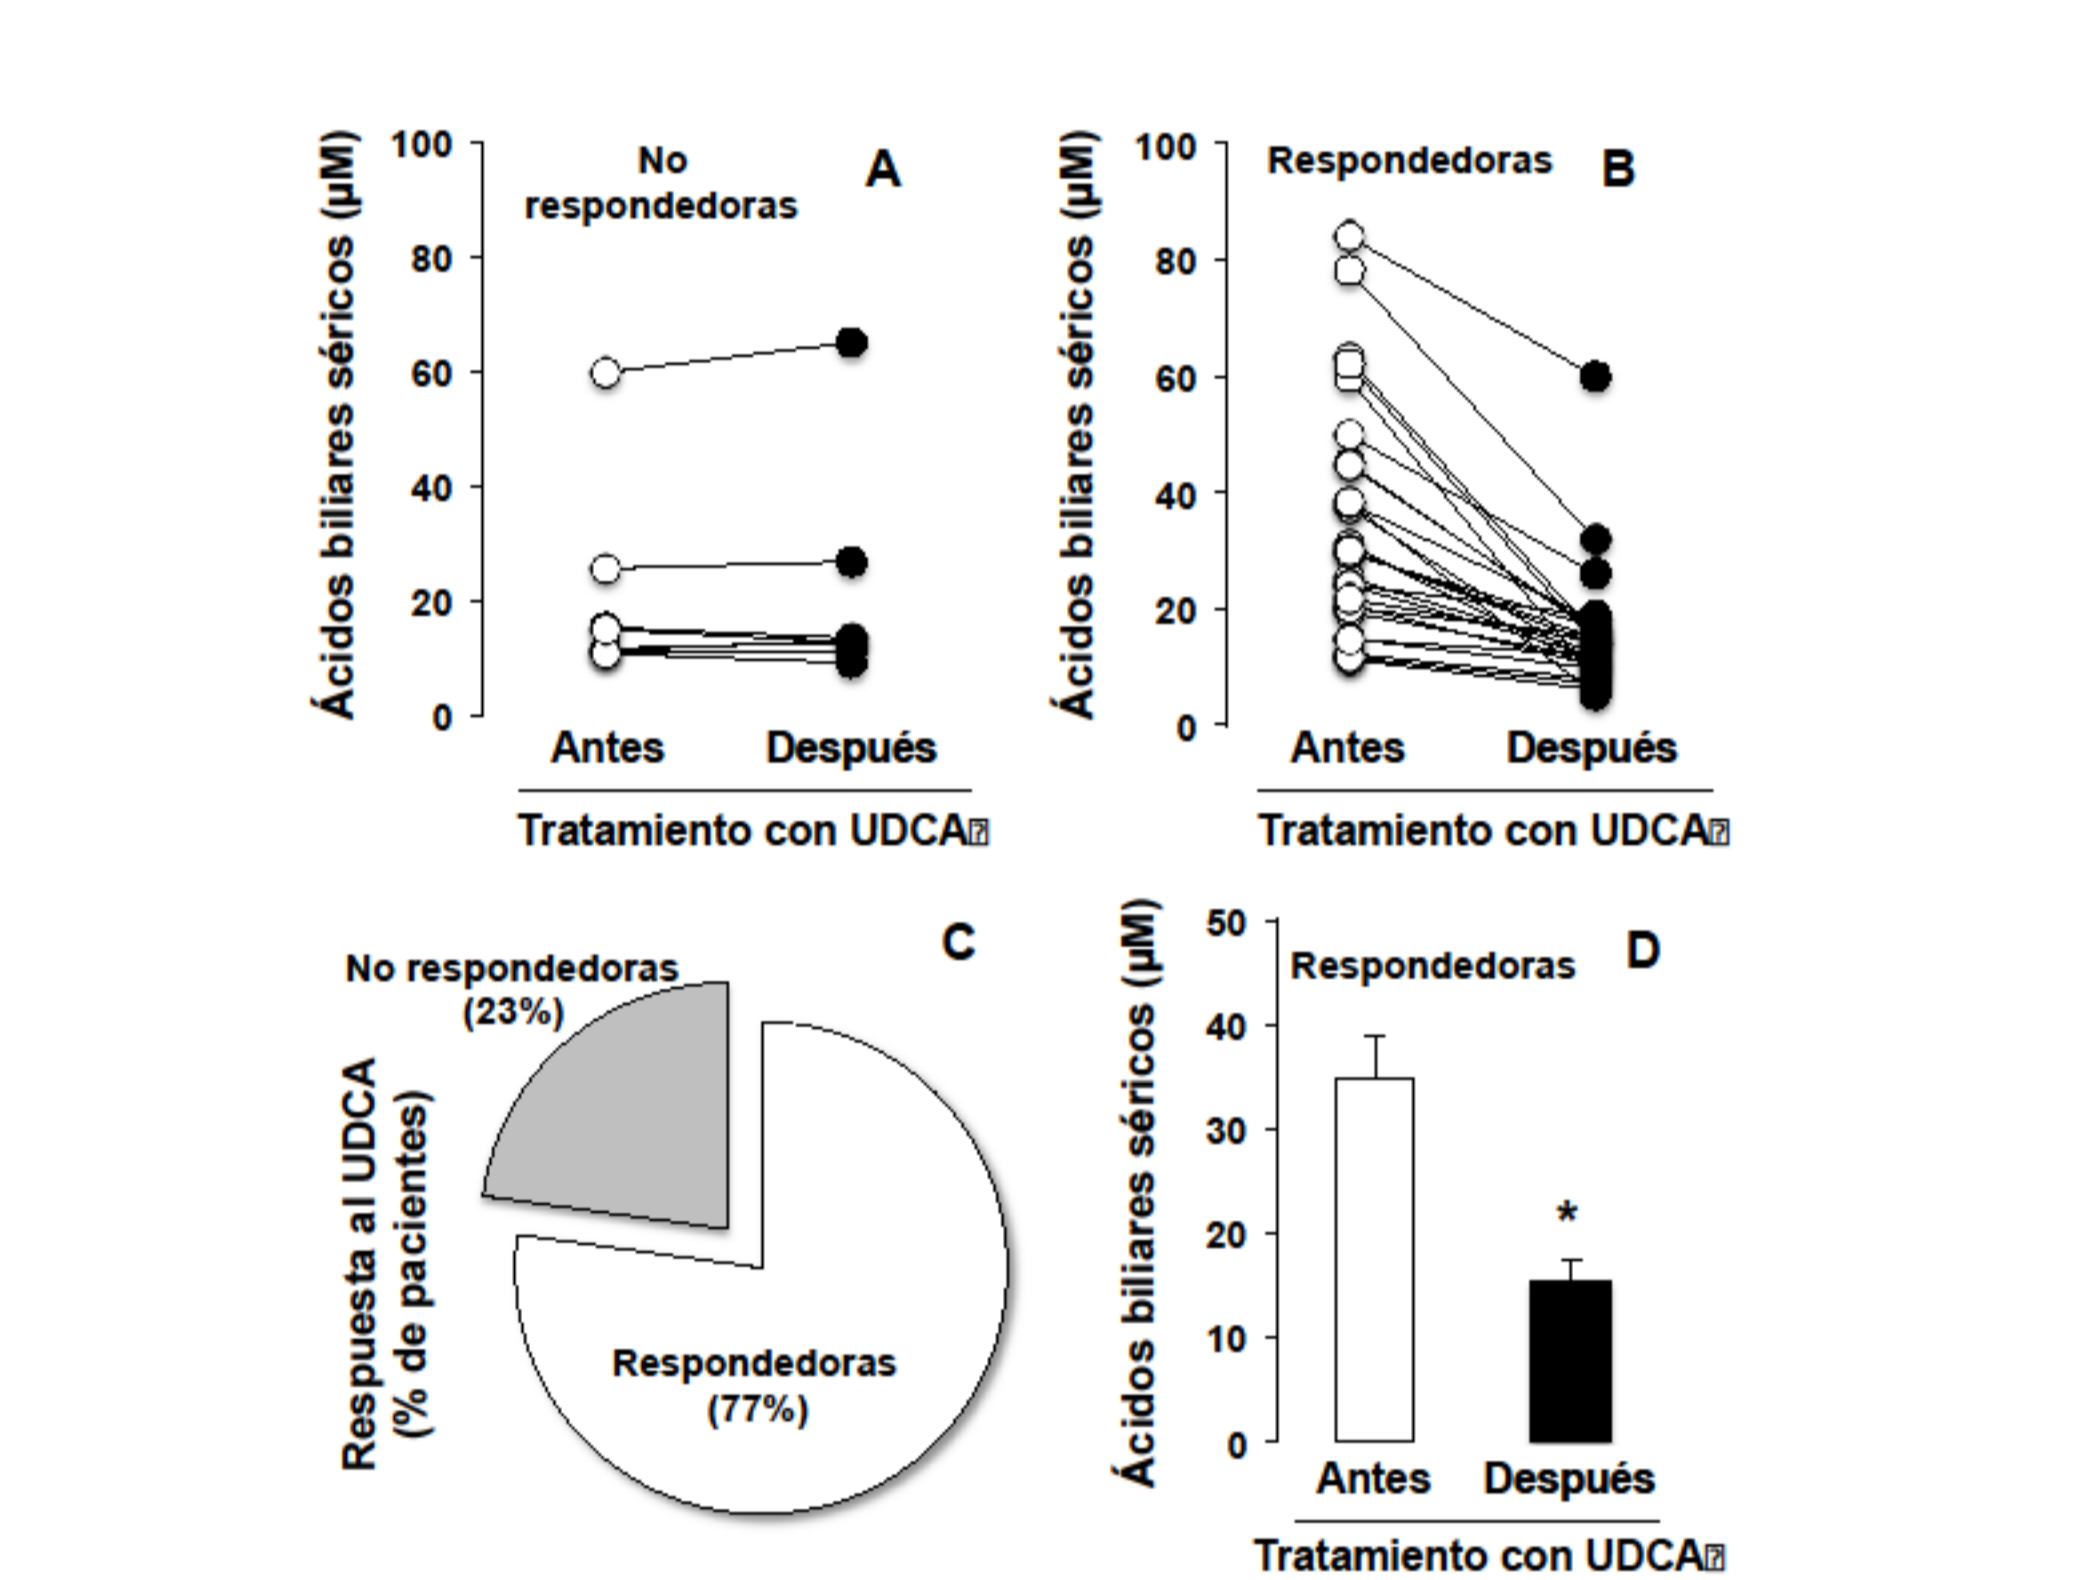 Ácidos biliares séricos (µM)
100
80
60
40
20
0
No
respondedoras
A
Antes Después
Tratamiento con UDCA
Ácidos biliares séricos (µM)
100
80
60
40
20
0
Respondedoras
B
Antes Después
Tratamiento con UDCA
Respuesta al UDCA
(% de pacientes)
C
No respondedoras
(23%)
Respondedoras
(77%)
Ácidos biliares séricos (µM)
50
40
30
20
10
0
Respondedoras
D
*
Antes Después
Tratamiento con UDCA